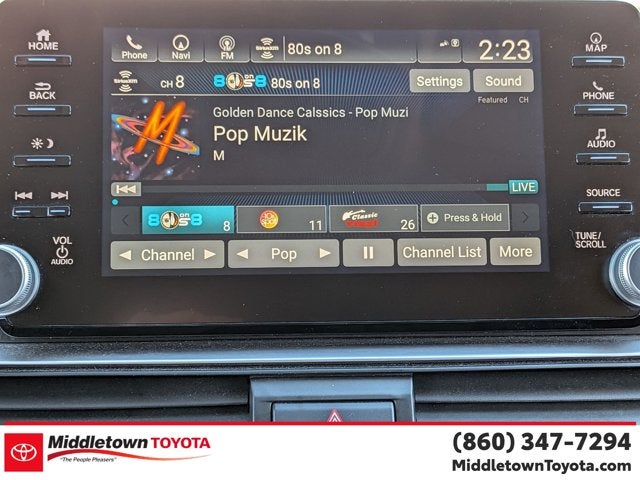 HOME
BACK
VOL
AUDIO
Phone
Navi
FM
SiriusXM
80s on 8
2:23
SiriusXM
CH 8
80s on 8
80s on 8
Settings
Sound
Featured CH
Golden Dance Calssics - Pop Muzi
Pop Muzik
M
M
LIVE
80s on 8
8
11
Classic
26
Press & Hold
Channel
Pop
Channel List
More
MAP
PHONE
AUDIO
SOURCE
TUNE/
SCROLL
Middletown TOYOTA
"The People Pleasers"
(860) 347-7294
MiddletownToyota.com